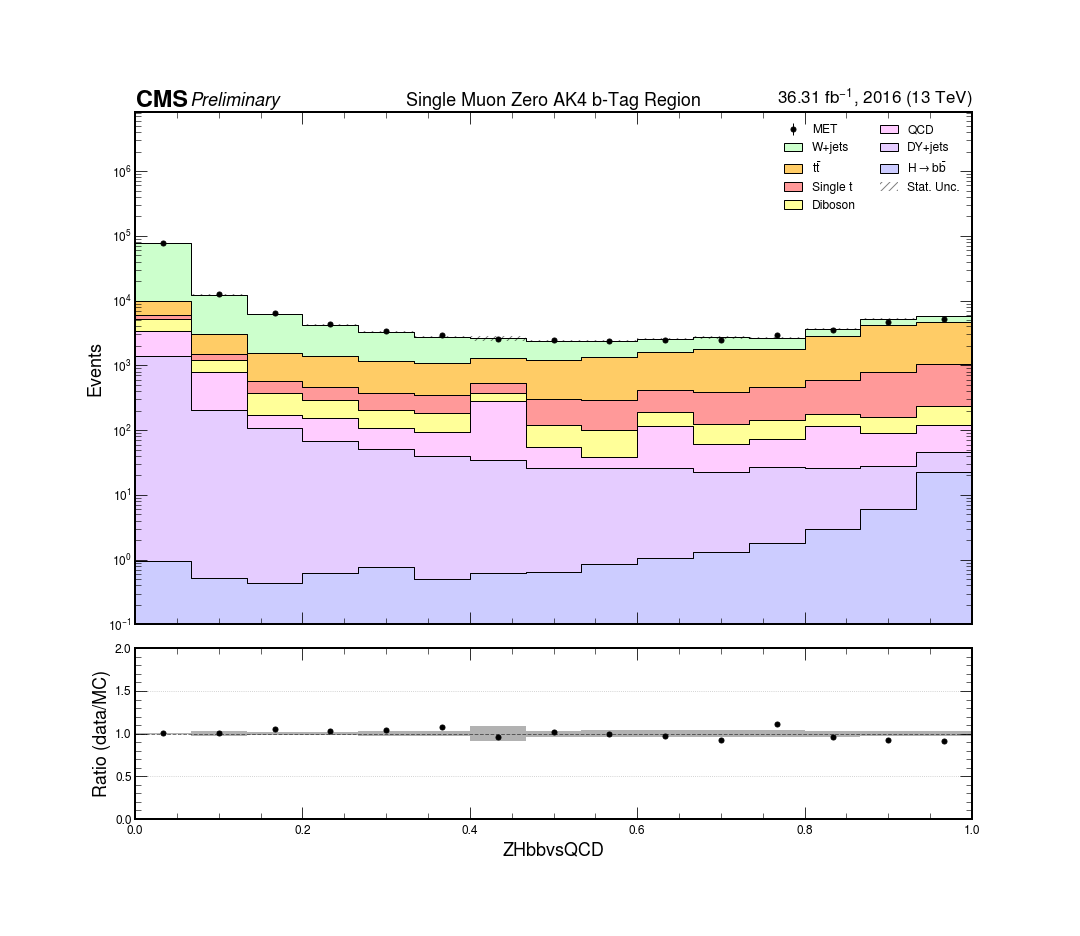 CMS Preliminary Single Muon Zero AK4 b-Tag Region 36.31 fb⁻¹, 2016 (13 TeV)
MET QCD
W+jets DY+jets
tt̄ H→bb̄
Single t Stat. Unc.
Diboson
10⁶
10⁵
10⁴
10³
10²
10¹
10⁰
10⁻¹
Events
2.0
1.5
1.0
0.5
0.0
Ratio (data/MC)
0.0 0.2 0.4 0.6 0.8 1.0
ZHbbvsQCD